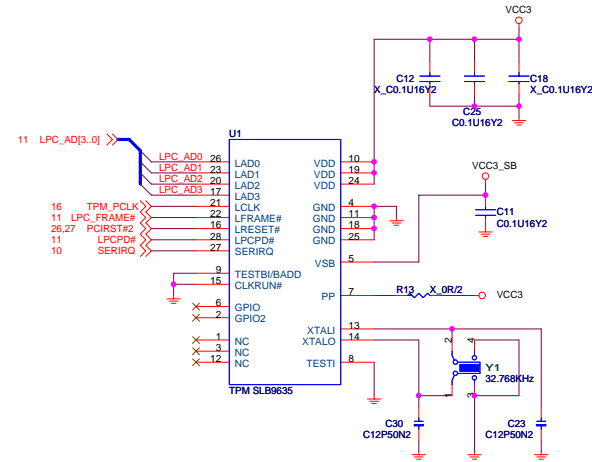 VCC3
C12
X_C0.1U16Y2
C25
C0.1U16Y2
C18
X_C0.1U16Y2
U1
11 LPC_AD[3..0]
LPC_AD0 26 LAD0 VDD 10
LPC_AD1 23 LAD1 VDD 19
LPC_AD2 20 LAD2 VDD 24
LPC_AD3 17 LAD3
16 TPM_PCLK 21 LCLK GND 4
11 LPC_FRAME# 22 LFRAME# GND 11
26,27 PCIRST#2 16 LRESET# GND 18
11 LPCPD# 28 LPCPD# GND 25
10 SERIRQ 27 SERIRQ
VCC3_SB
C11
C0.1U16Y2
VSB 5
9 TESTBI/BADD
15 CLKRUN#
PP 7 R13 X_0R/2 VCC3
6 GPIO
2 GPIO2
XTALI 13
XTALO 14
1 NC
3 NC
12 NC
TESTI 8
2 4
Y1
32.768KHz
1 3
TPM SLB9635
C30
C12P50N2
C23
C12P50N2